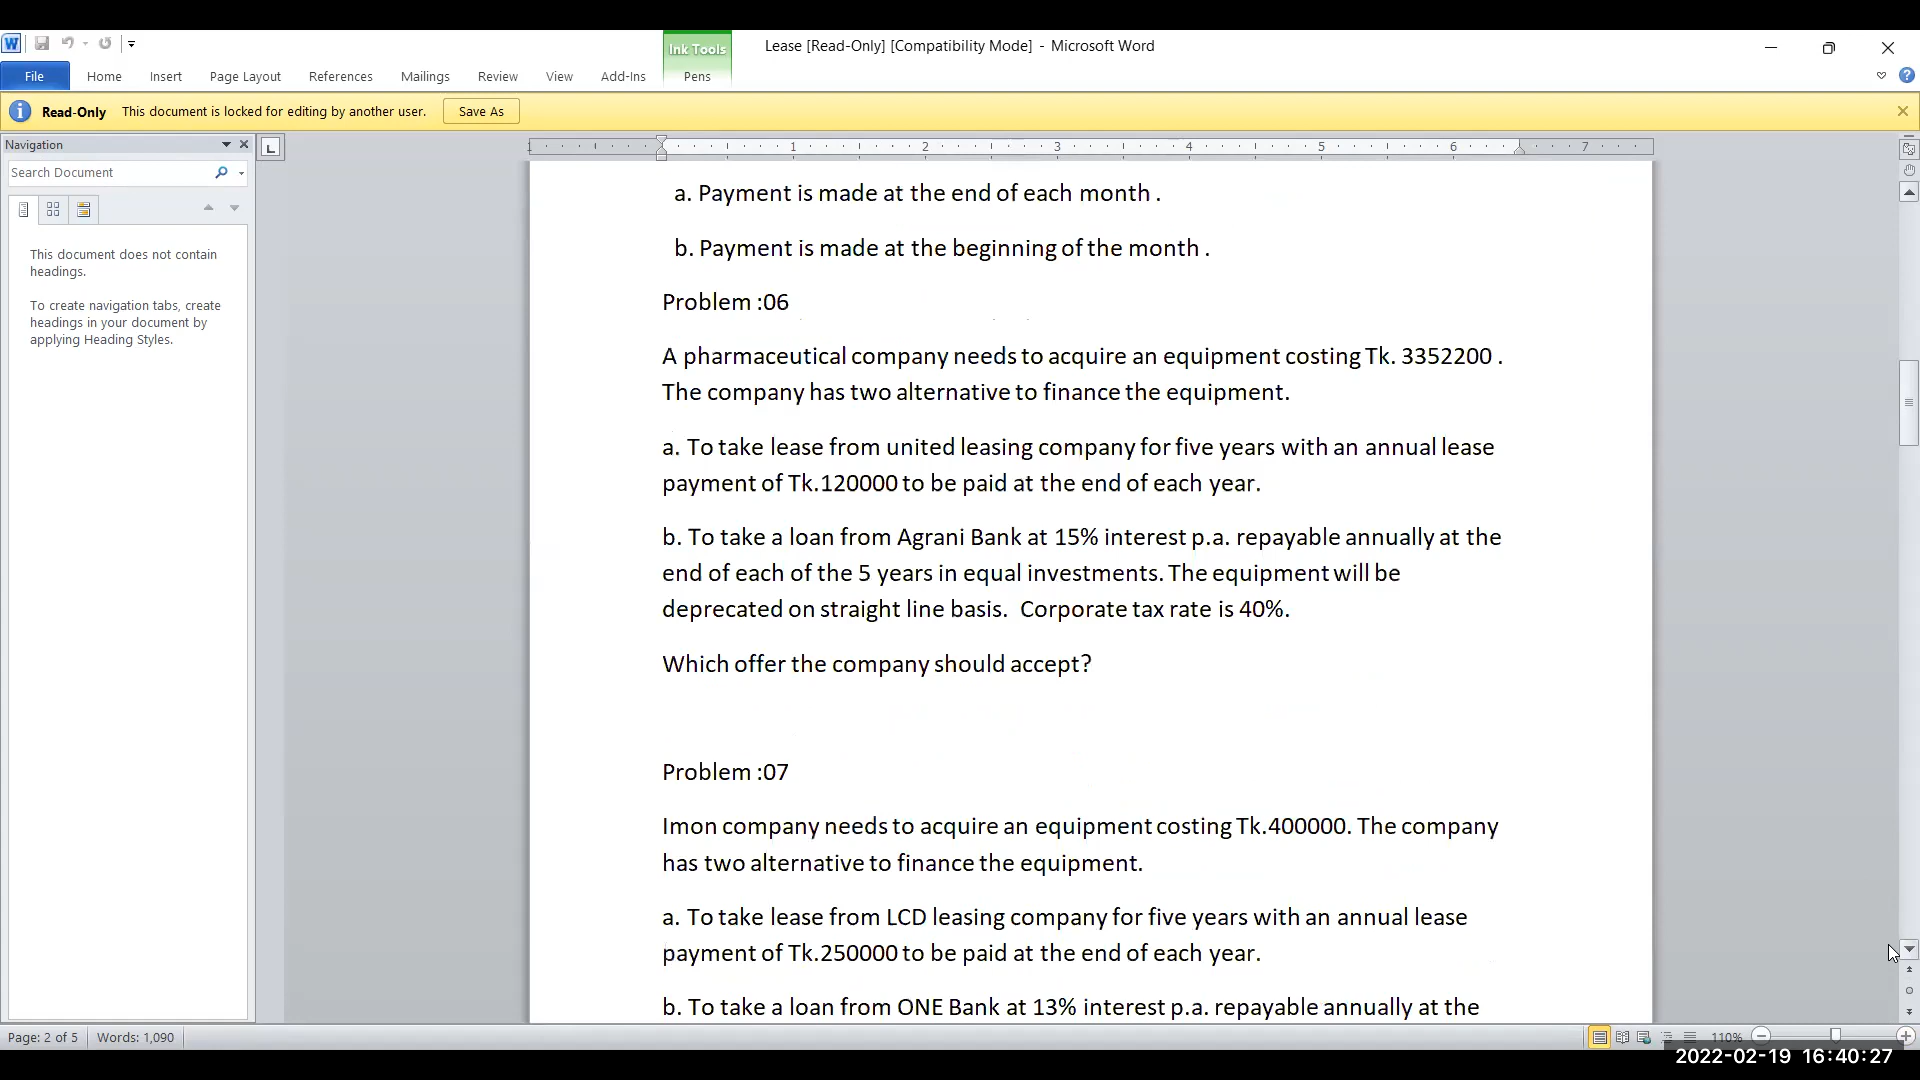 Ink Tools
Lease [Read-Only] [Compatibility Mode] - Microsoft Word
File Home Insert Page Layout References Mailings Review View Add-Ins Pens
Read-Only This document is locked for editing by another user. Save As
Navigation
Search Document
This document does not contain
headings.
To create navigation tabs, create
headings in your document by
applying Heading Styles.
1 1 2 3 4 5 6 7
a. Payment is made at the end of each month .
b. Payment is made at the beginning of the month .
Problem :06
A pharmaceutical company needs to acquire an equipment costing Tk. 3352200 .
The company has two alternative to finance the equipment.
a. To take lease from united leasing company for five years with an annual lease
payment of Tk.120000 to be paid at the end of each year.
b. To take a loan from Agrani Bank at 15% interest p.a. repayable annually at the
end of each of the 5 years in equal investments. The equipment will be
deprecated on straight line basis.  Corporate tax rate is 40%.
Which offer the company should accept?
Problem :07
Imon company needs to acquire an equipment costing Tk.400000. The company
has two alternative to finance the equipment.
a. To take lease from LCD leasing company for five years with an annual lease
payment of Tk.250000 to be paid at the end of each year.
b. To take a loan from ONE Bank at 13% interest p.a. repayable annually at the
Page: 2 of 5 Words: 1,090 110%
2022-02-19 16:40:27